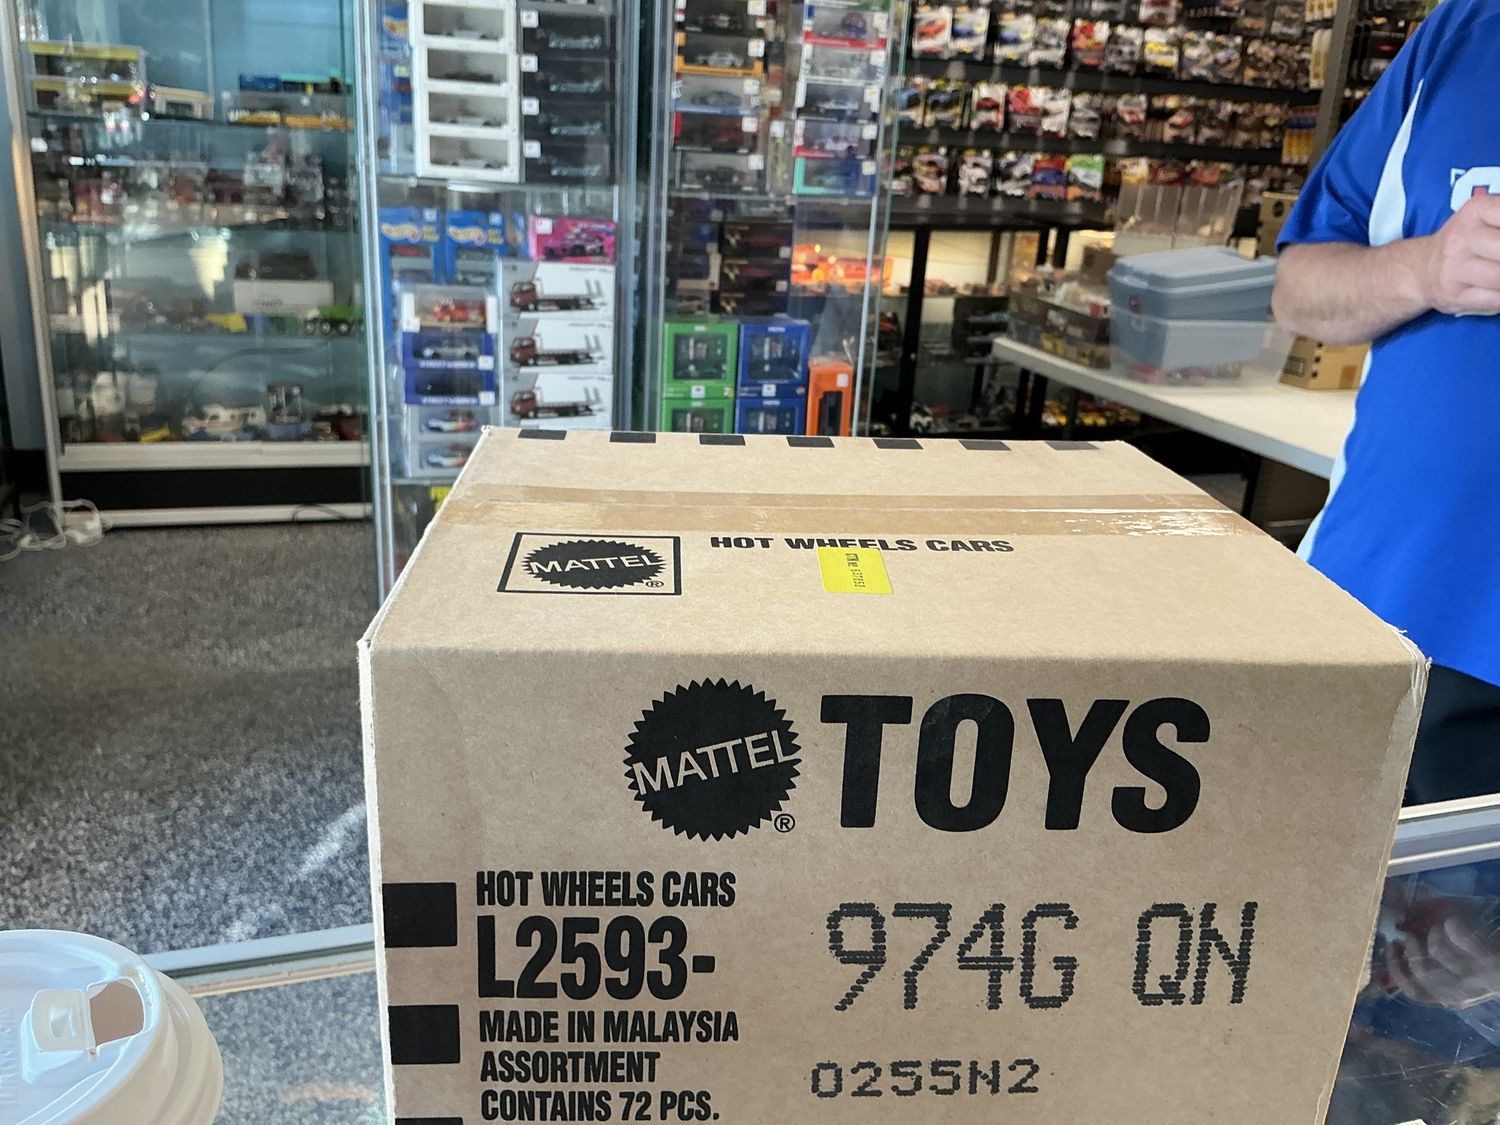 MATTEL
®
HOT WHEELS CARS
MATTEL
®
TOYS
HOT WHEELS CARS
L2593-
MADE IN MALAYSIA
ASSORTMENT
CONTAINS 72 PCS.
974G QN
0255N2